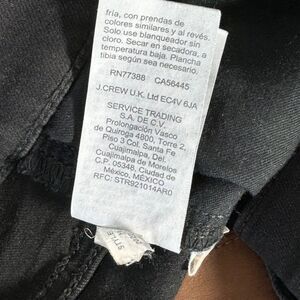 fría, con prendas de
colores similares y al revés.
Solo use blanqueador sin
cloro. Secar en secadora, a
temperatura baja. Plancha
tibia según sea necesario.
RN77388 CA56445
J.CREW U.K. Ltd EC4V 6JA
SERVICE TRADING
S.A. DE C.V.
Prolongación Vasco
de Quiroga 4800, Torre 2,
Piso 3 Col. Santa Fe
Cuajimalpa, Del.
Cuajimalpa de Morelos
C.P. 05348, Ciudad de
México, MEXICO
RFC: STR921014AR0
STYLE